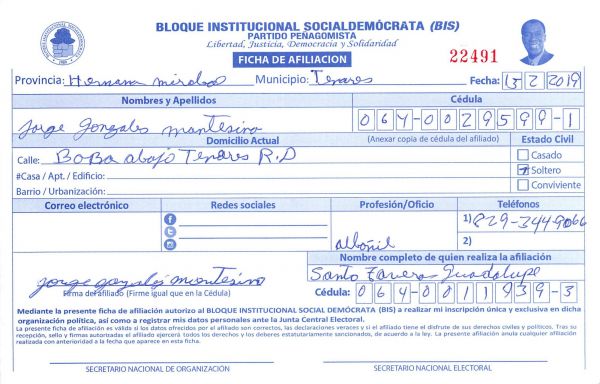 BLOQUE INSTITUCIONAL SOCIALDEMÓCRATA (BIS)
PARTIDO PEÑAGOMISTA
Libertad, Justicia, Democracia y Solidaridad
FICHA DE AFILIACION
22491
Provincia: Hermana mirabal Municipio: Tenares Fecha: 13/2/2019
Nombres y Apellidos Cédula
Jorge Gonzales montesino 064-0029599-1
Domicilio Actual (Anexar copia de cédula del afiliado) Estado Civil
Calle: BoBa abajo Tenares R.D
Casado
#Casa / Apt. / Edificio: Soltero
Barrio / Urbanización: Conviviente
Correo electrónico Redes sociales Profesión/Oficio Teléfonos
1) 829-344-9066
albañil 2)
Nombre completo de quien realiza la afiliación
jorge gonzales montesino Santo Tavera Guadalupe
Firma del afiliado (Firme igual que en la Cédula) Cédula: 064-0011939-3
Mediante la presente ficha de afiliación autorizo al BLOQUE INSTITUCIONAL SOCIAL DEMÓCRATA (BIS) a realizar mi inscripción única y exclusiva en dicha
organización política, así como a registrar mis datos personales ante la Junta Central Electoral.
La presente ficha de afiliación es válida si los datos ofrecidos por el afiliado son correctos, las declaraciones veraces y si el titular tiene el disfrute de sus derechos civiles y políticos. Tras su
recepción, sello y firmas autorizadas el afiliado ejercerá todos los derechos y los deberes estatutariamente sancionados, de acuerdo a la ley. La presente afiliación anula cualquier afiliación
realizada con anterioridad a la fecha que aparece en esta ficha.
SECRETARIO NACIONAL DE ORGANIZACIÓN SECRETARIO NACIONAL ELECTORAL